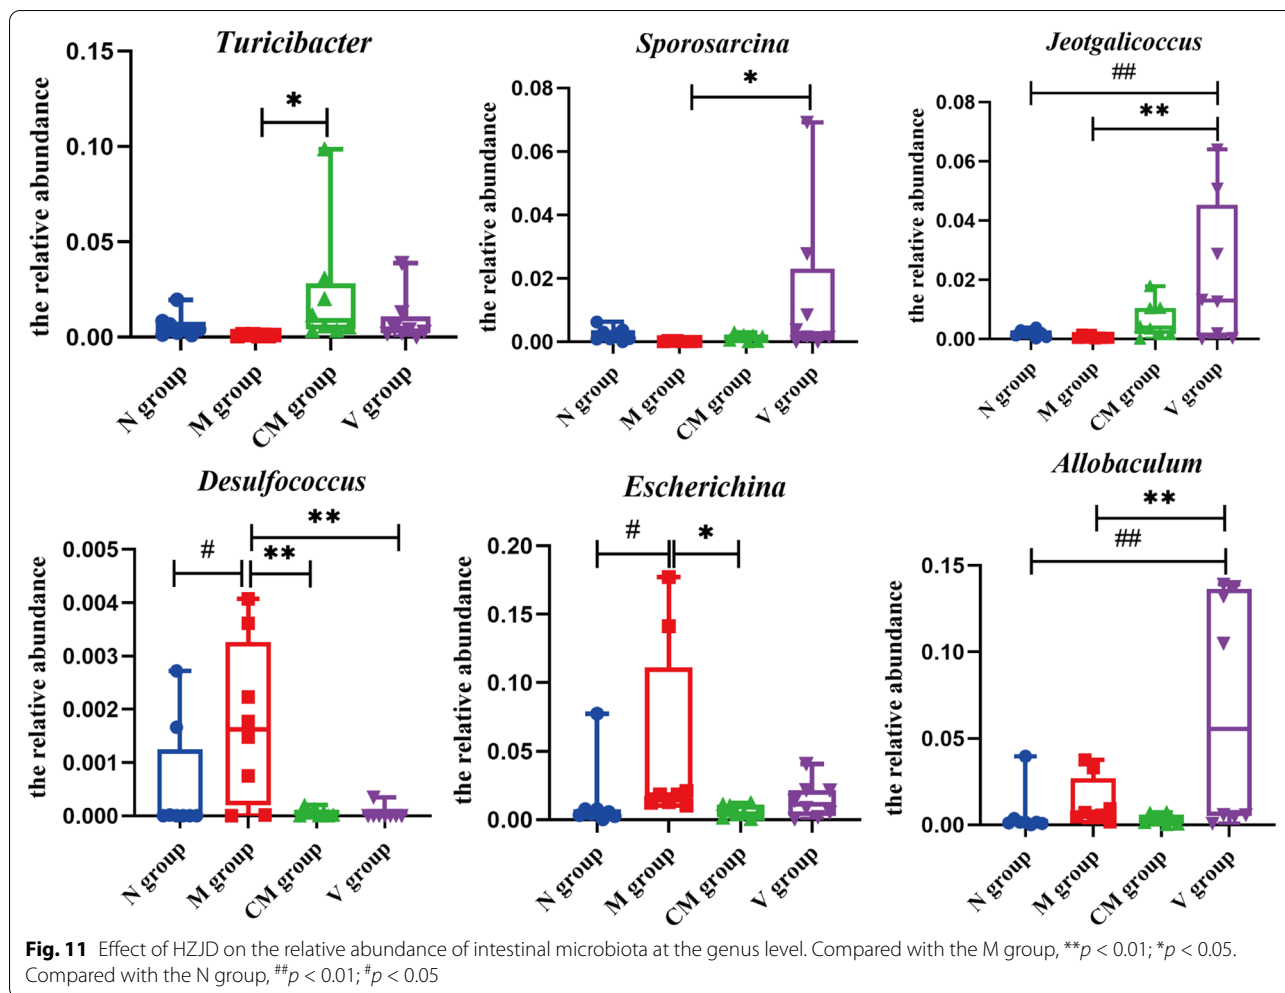 Turicibacter
*
the relative abundance
0.15
0.10
0.05
0.00
N group
M group
CM group
V group
Sporosarcina
*
the relative abundance
0.08
0.06
0.04
0.02
0.00
N group
M group
CM group
V group
Jeotgalicoccus
##
**
the relative abundance
0.08
0.06
0.04
0.02
0.00
N group
M group
CM group
V group
Desulfococcus
**
#
**
the relative abundance
0.005
0.004
0.003
0.002
0.001
0.000
N group
M group
CM group
V group
Escherichina
#
*
the relative abundance
0.20
0.15
0.10
0.05
0.00
N group
M group
CM group
V group
Allobaculum
**
##
the relative abundance
0.15
0.10
0.05
0.00
N group
M group
CM group
V group
Fig. 11 Effect of HZJD on the relative abundance of intestinal microbiota at the genus level. Compared with the M group, **p < 0.01; *p < 0.05.
Compared with the N group, ##p < 0.01; #p < 0.05